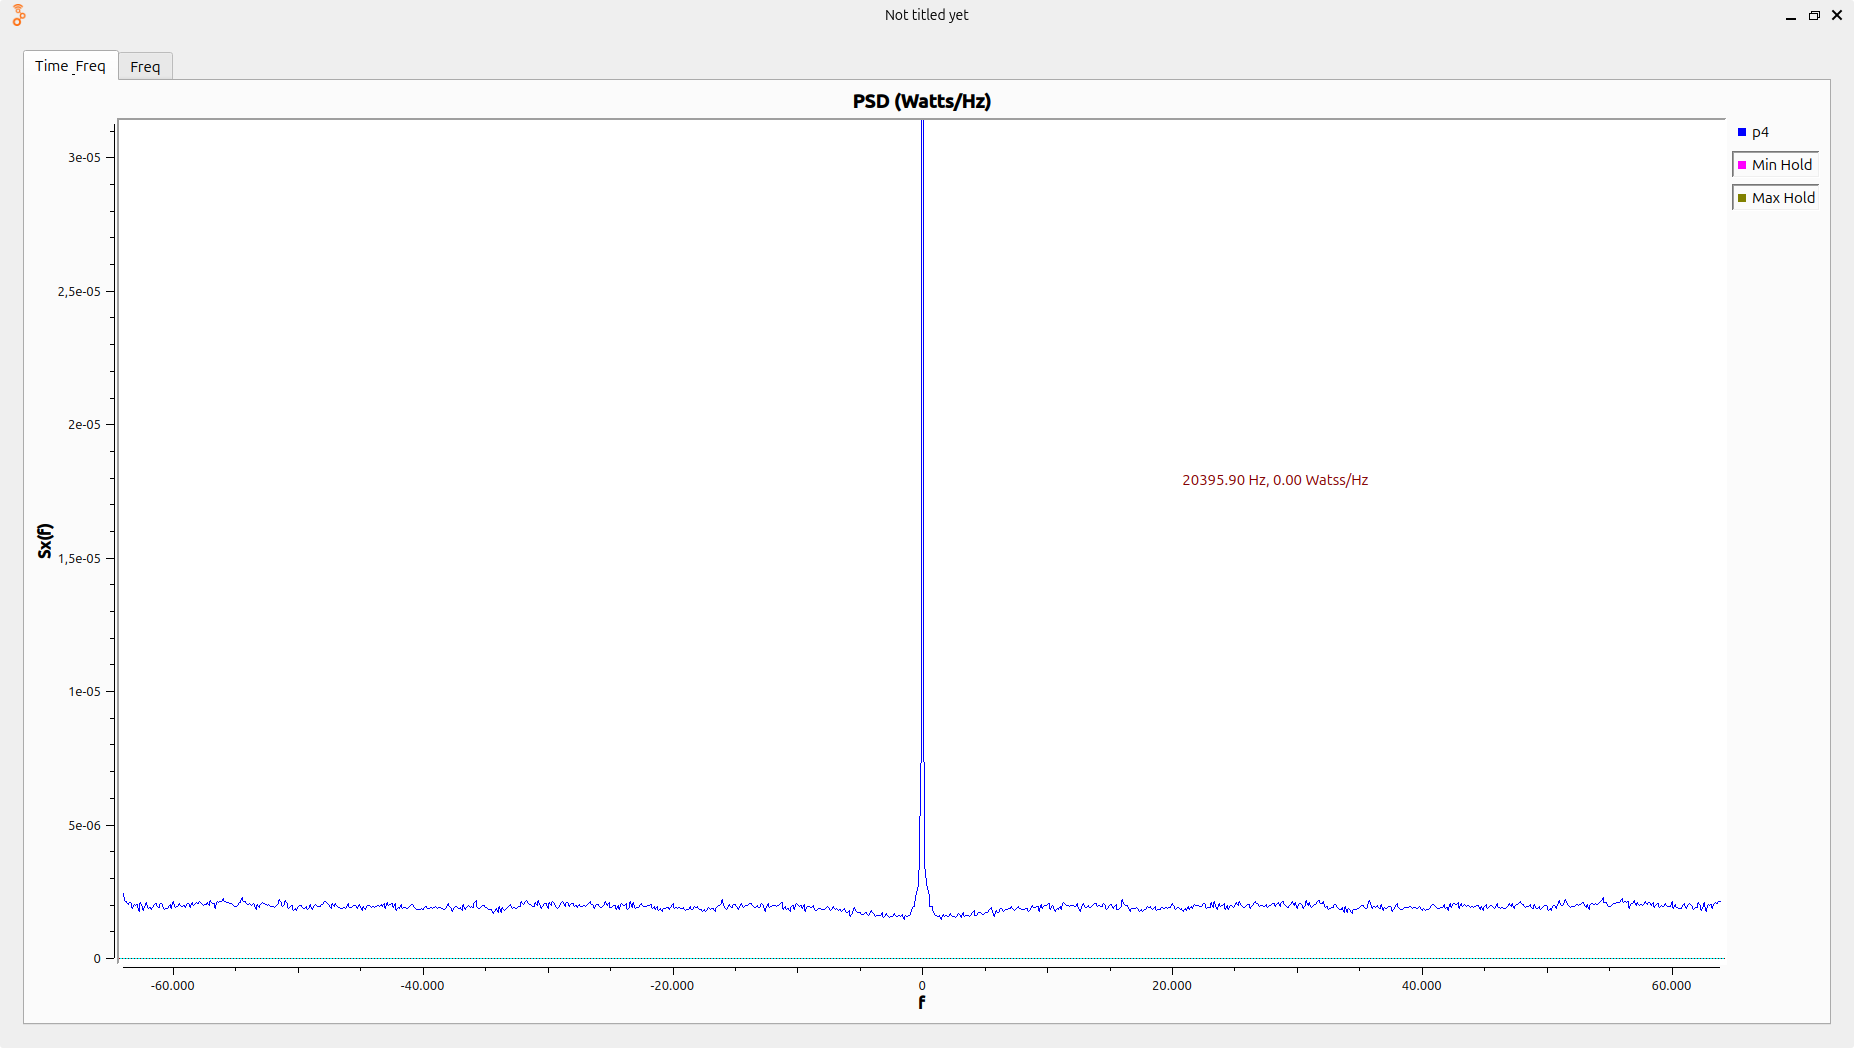 Not titled yet
Time_Freq
Freq
PSD (Watts/Hz)
p4
Min Hold
Max Hold
3e-05
2,5e-05
2e-05
1,5e-05
1e-05
5e-06
0
Sx(f)
20395.90 Hz, 0.00 Watss/Hz
-60.000 -40.000 -20.000 0 20.000 40.000 60.000
f